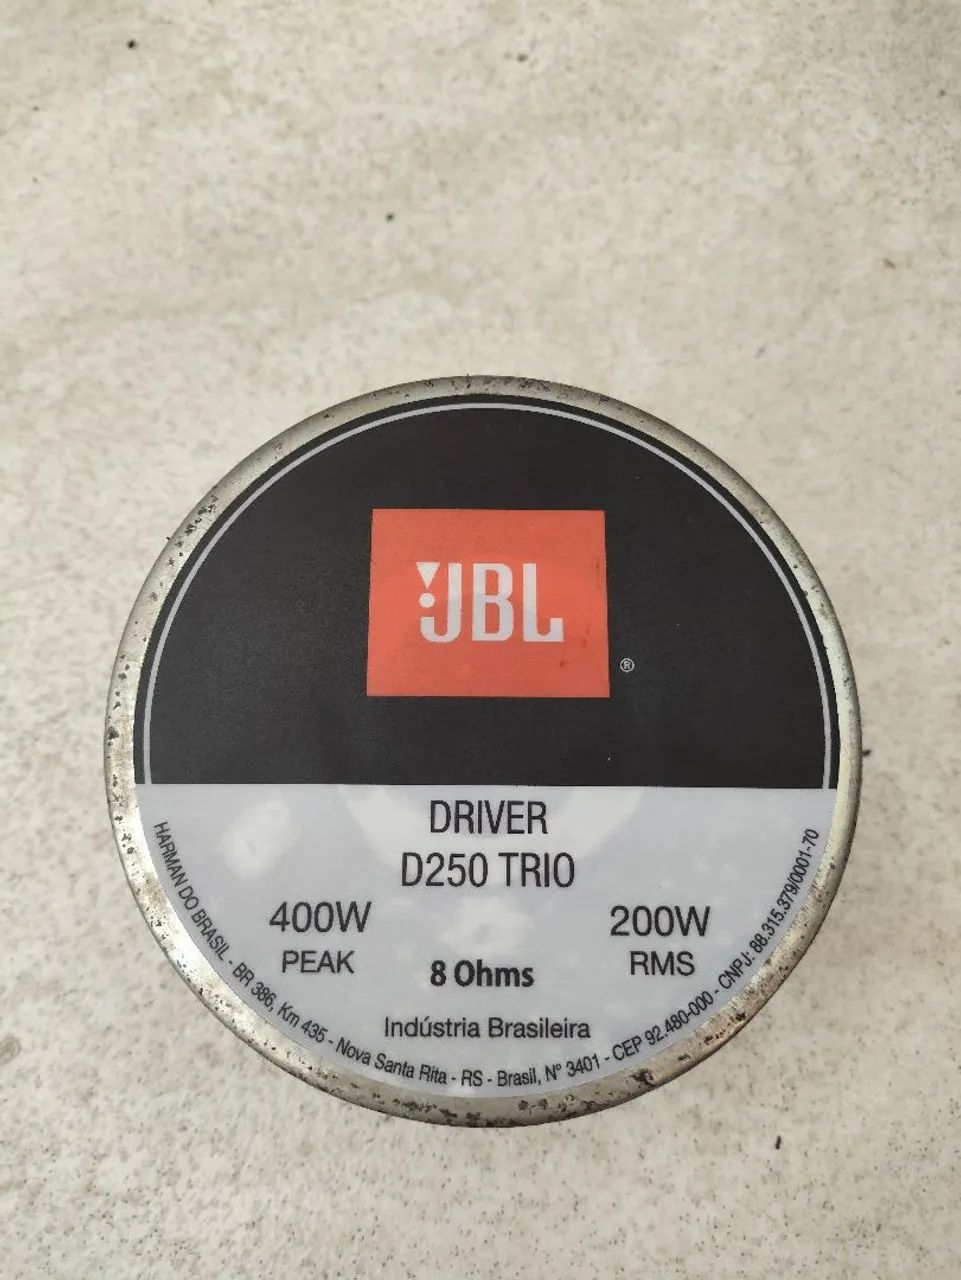 JBL
®
DRIVER
D250 TRIO
400W
PEAK
200W
RMS
8 Ohms
Indústria Brasileira
HARMAN DO BRASIL - BR 386, Km 435 - Nova Santa Rita - RS - Brasil, Nº 3401 - CEP 92.480-000 - CNPJ: 88.315.379/0001-70